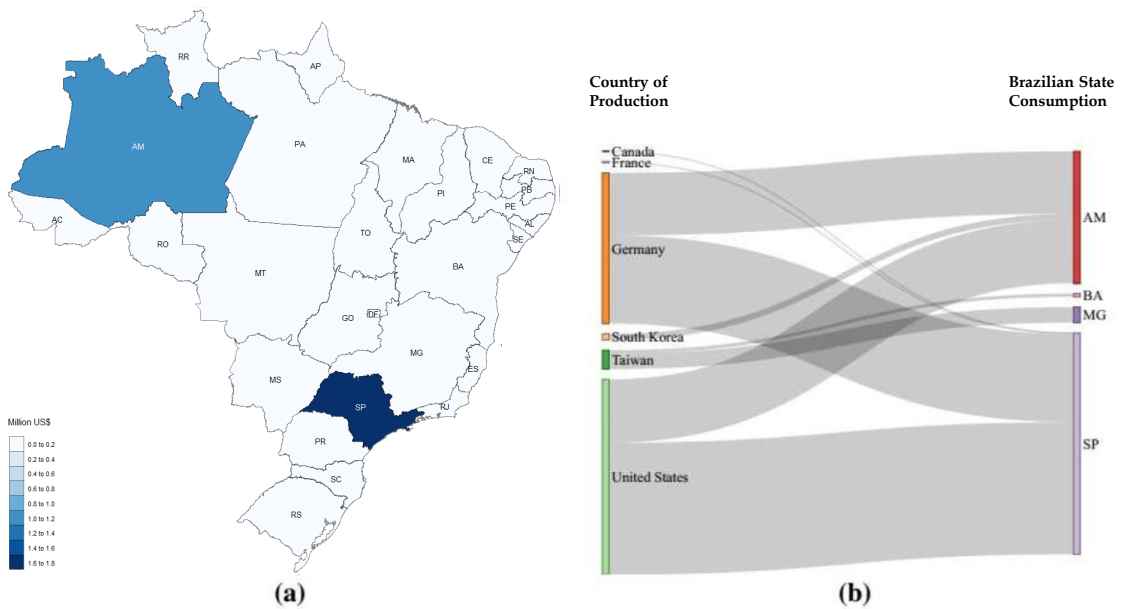 RR
AP
AM
PA
MA
CE
RN
PB
PI
PE
AL
SE
AC
RO
TO
BA
MT
GO
DF
MG
ES
MS
SP
RJ
PR
SC
RS
Million US$
0.0 to 0.2
0.2 to 0.4
0.4 to 0.6
0.6 to 0.8
0.8 to 1.0
1.0 to 1.2
1.2 to 1.4
1.4 to 1.6
1.6 to 1.8
(a)
Country of
Production
Brazilian State
Consumption
Canada
France
Germany
South Korea
Taiwan
United States
AM
BA
MG
SP
(b)